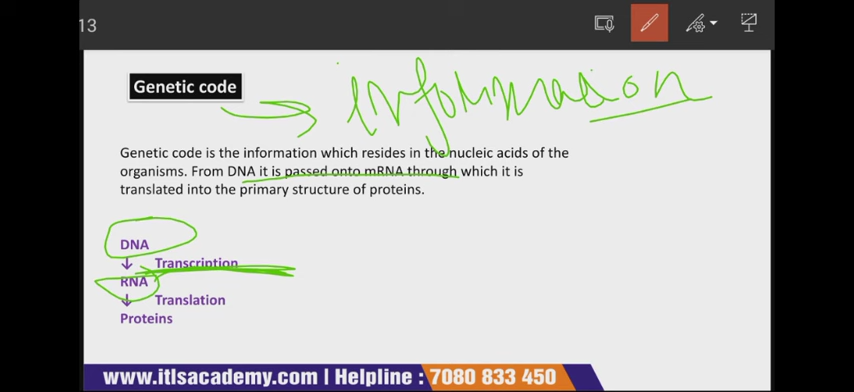 13
Genetic code
Information
Genetic code is the information which resides in the nucleic acids of the
organisms. From DNA it is passed onto mRNA through which it is
translated into the primary structure of proteins.
DNA
↓ Transcription
RNA
↓ Translation
Proteins
www.itlsacademy.com | Helpline : 7080 833 450